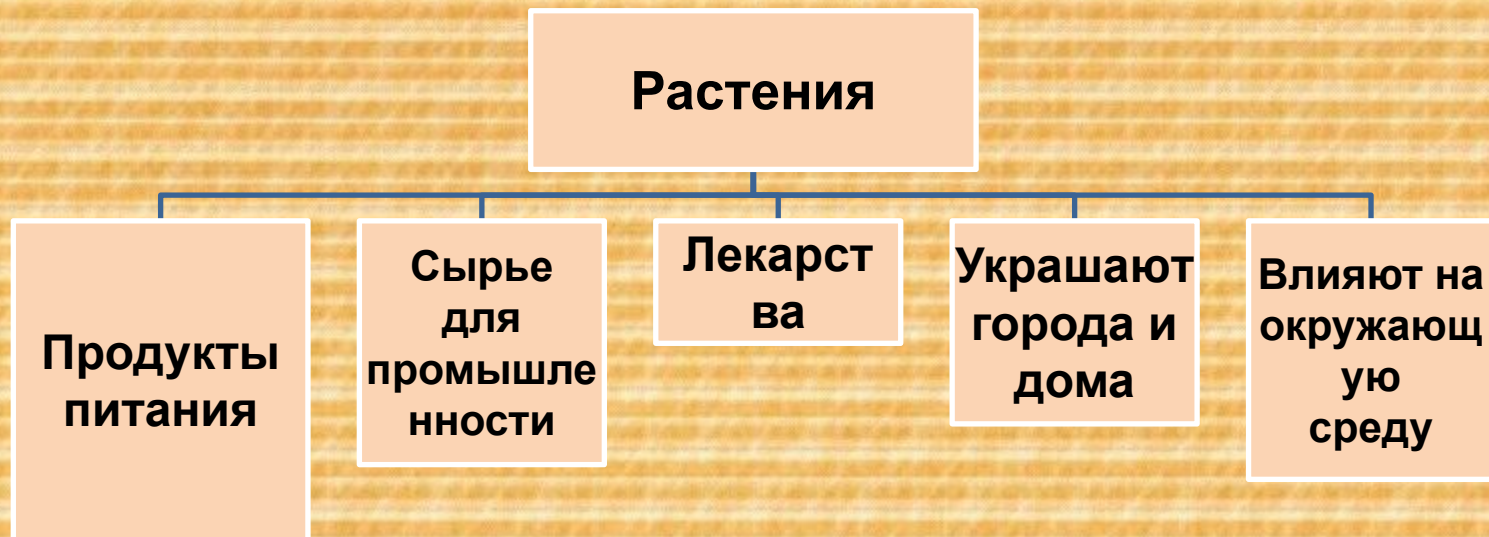 Растения
Продукты
питания
Сырье
для
промышле
нности
Лекарст
ва
Украшают
города и
дома
Влияют на
окружающ
ую
среду